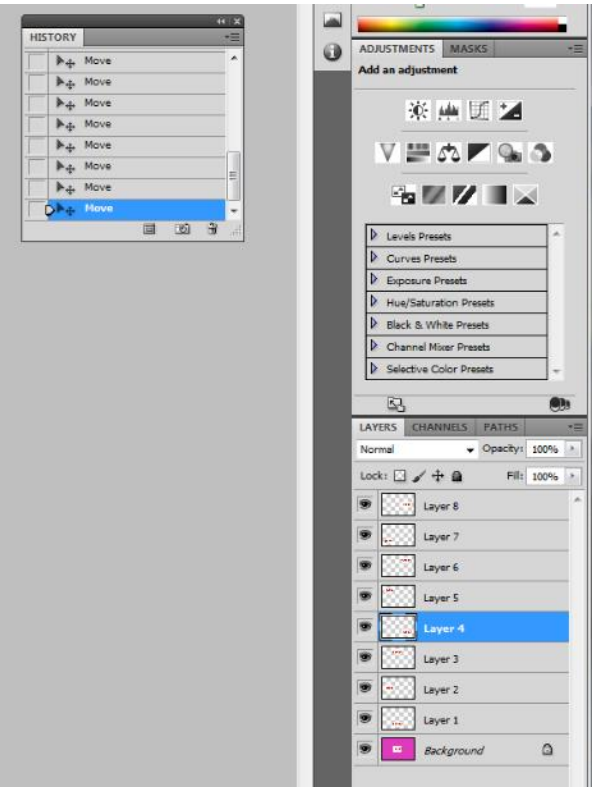 HISTORY
Move
Move
Move
Move
Move
Move
Move
Move
ADJUSTMENTS MASKS
Add an adjustment
Levels Presets
Curves Presets
Exposure Presets
Hue/Saturation Presets
Black & White Presets
Channel Mixer Presets
Selective Color Presets
LAYERS CHANNELS PATHS
Normal Opacity: 100%
Lock: Fill: 100%
Layer 8
Layer 7
Layer 6
Layer 5
Layer 4
Layer 3
Layer 2
Layer 1
Background